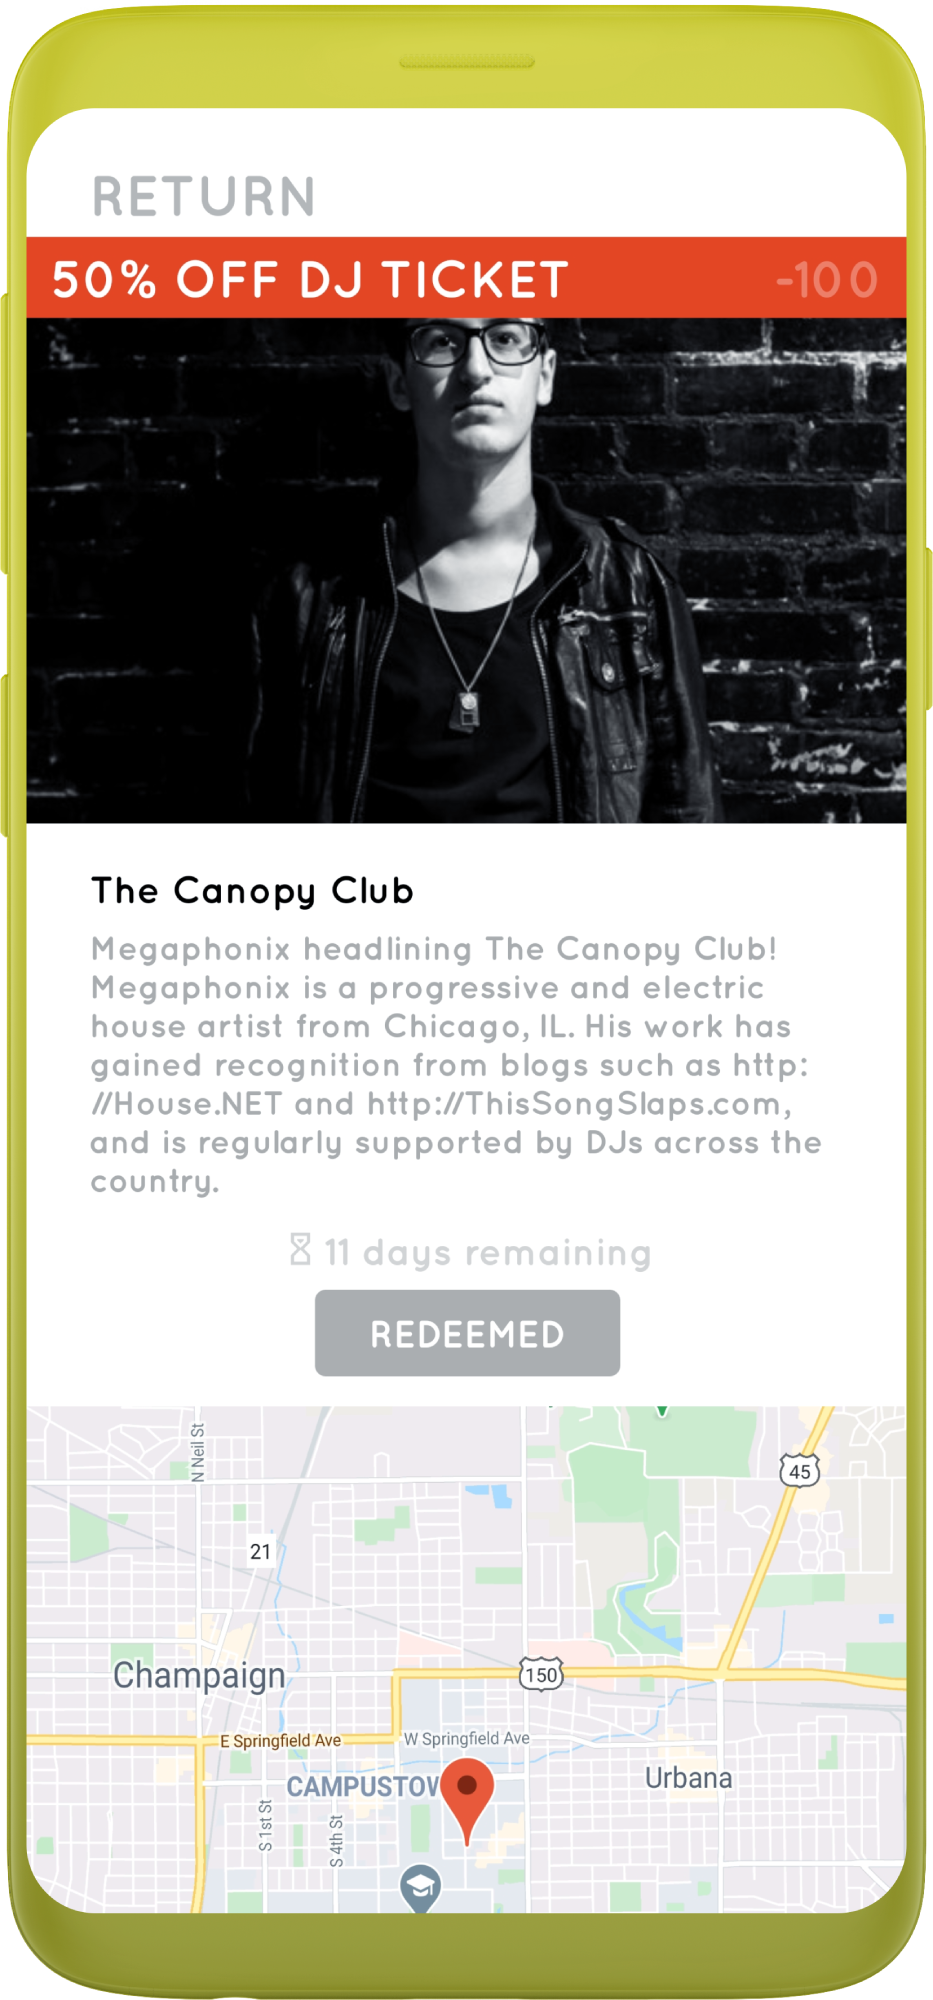 RETURN
50% OFF DJ TICKET -100
The Canopy Club
Megaphonix headlining The Canopy Club!
Megaphonix is a progressive and electric
house artist from Chicago, IL. His work has
gained recognition from blogs such as http:
//House.NET and http://ThisSongSlaps.com,
and is regularly supported by DJs across the
country.
11 days remaining
REDEEMED
N Neil St
45
21
Champaign
150
E Springfield Ave
W Springfield Ave
CAMPUSTOW
Urbana
S 1st St
S 4th St